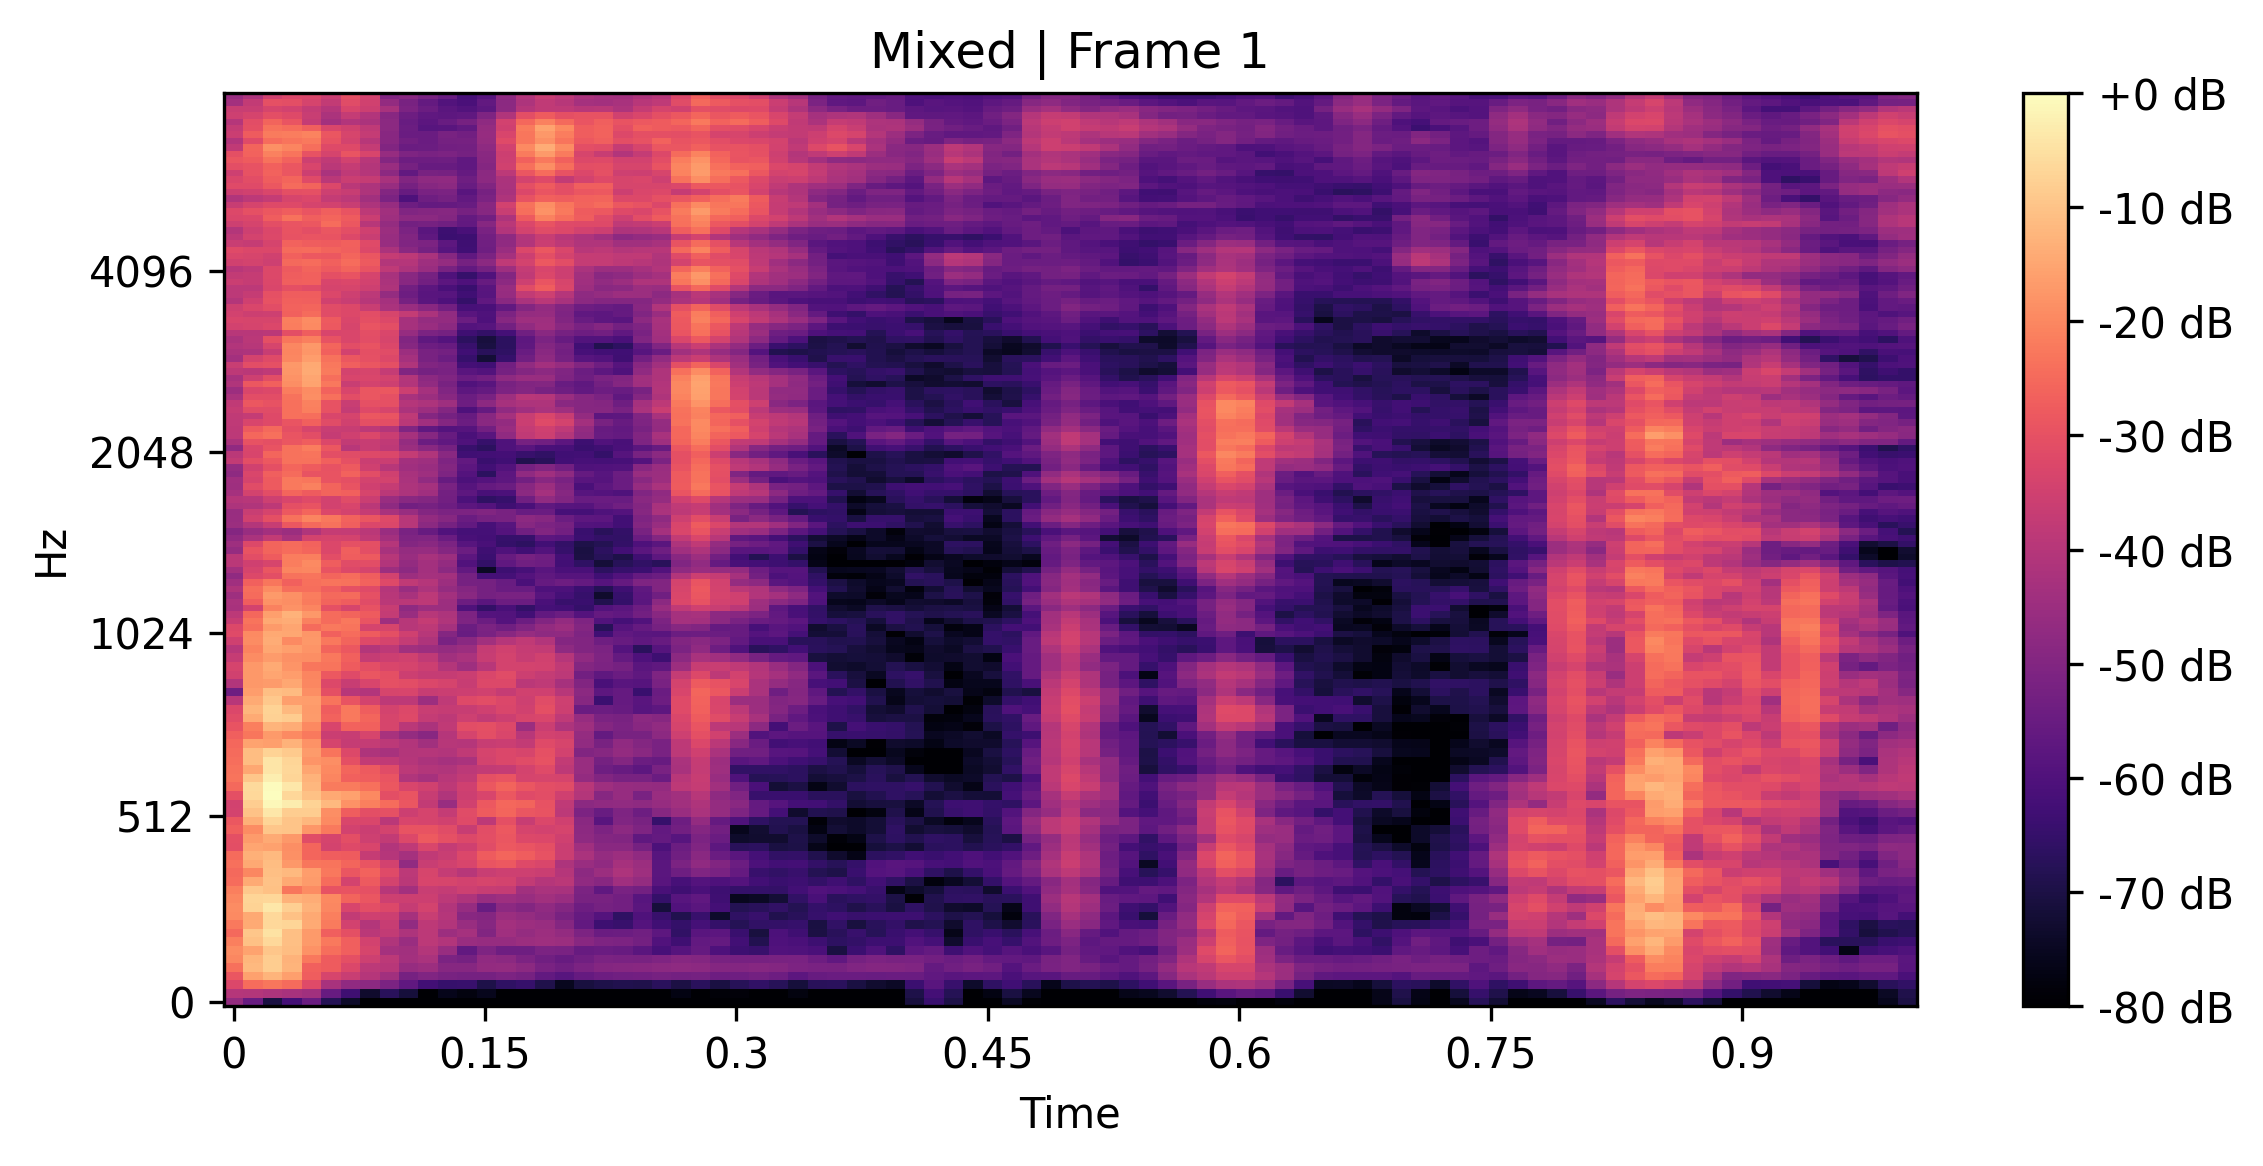 Mixed | Frame 1
+0 dB
-10 dB
-20 dB
-30 dB
-40 dB
-50 dB
-60 dB
-70 dB
-80 dB
Hz
4096
2048
1024
512
0
0
0.15
0.3
0.45
0.6
0.75
0.9
Time